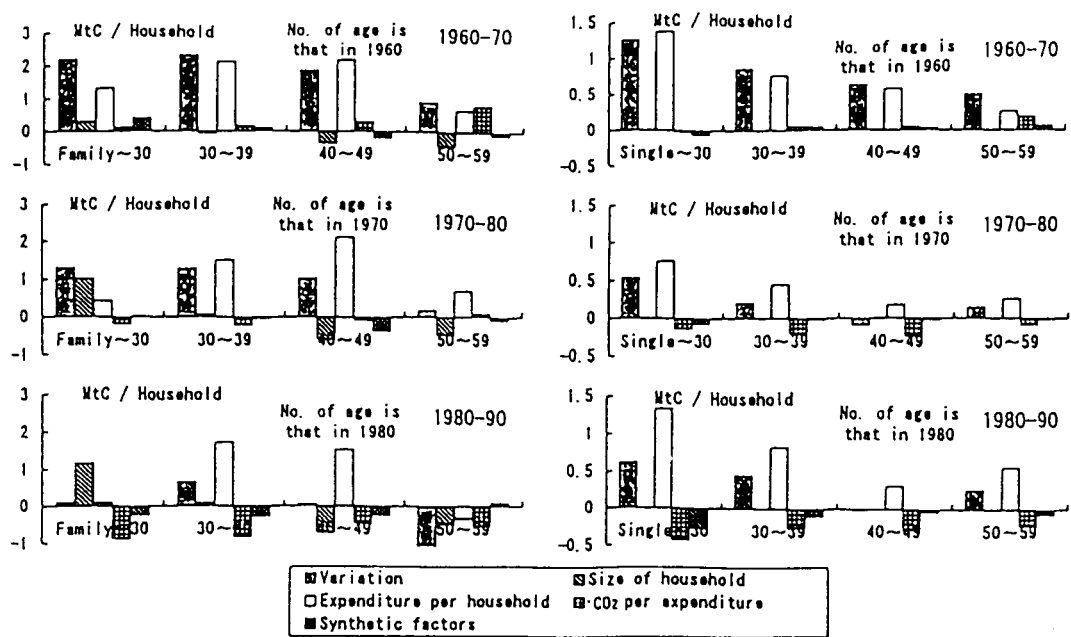 MtC / Household
No. of age is
that in 1960
1960-70
3
2
1
0
-1
Family~30
30~39
40~49
50~59
MtC / Household
No. of age is
that in 1960
1960-70
1.5
1
0.5
0
-0.5
Single~30
30~39
40~49
50~59
MtC / Household
No. of age is
that in 1970
1970-80
3
2
1
0
-1
Family~30
30~39
40~49
50~59
MtC / Household
No. of age is
that in 1970
1970-80
1.5
1
0.5
0
-0.5
Single~30
30~39
40~49
50~59
MtC / Household
No. of age is
that in 1980
1980-90
3
2
1
0
-1
Family~30
30~39
40~49
50~59
MtC / Household
No. of age is
that in 1980
1980-90
1.5
1
0.5
0
-0.5
Single~30
30~39
40~49
50~59
Variation
Size of household
Expenditure per household
CO₂ per expenditure
Synthetic factors